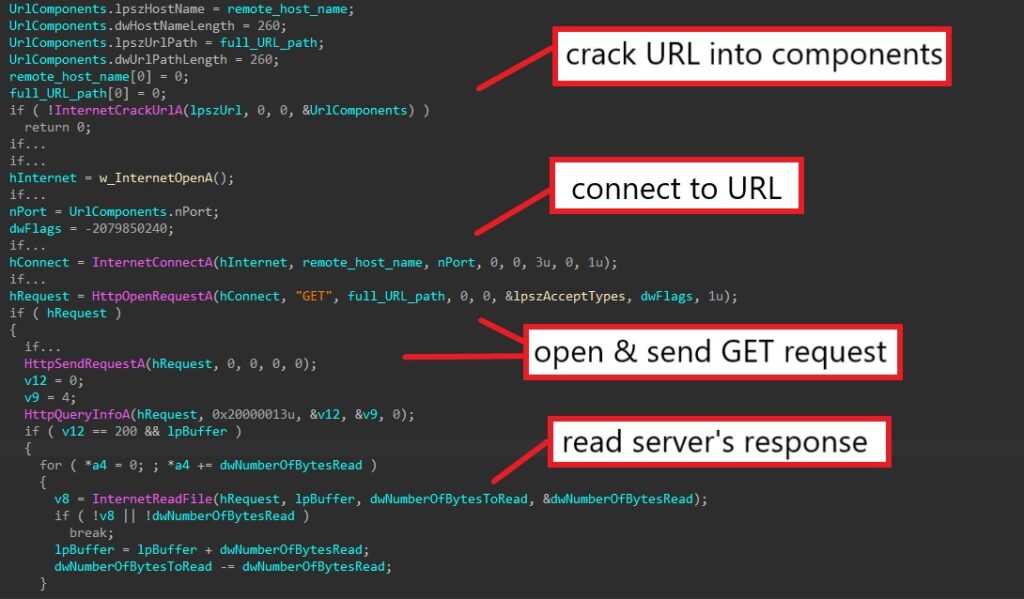 UrlComponents.lpszHostName = remote_host_name;
UrlComponents.dwHostNameLength = 260;
UrlComponents.lpszUrlPath = full_URL_path;
UrlComponents.dwUrlPathLength = 260;
remote_host_name[0] = 0;
full_URL_path[0] = 0;
if ( !InternetCrackUrlA(lpszUrl, 0, 0, &UrlComponents) )
return 0;
if...
if...
hInternet = w_InternetOpenA();
if...
nPort = UrlComponents.nPort;
dwFlags = -2079850240;
if...
hConnect = InternetConnectA(hInternet, remote_host_name, nPort, 0, 0, 3u, 0, 1u);
if...
hRequest = HttpOpenRequestA(hConnect, "GET", full_URL_path, 0, 0, &lpszAcceptTypes, dwFlags, 1u);
if ( hRequest )
{
if...
HttpSendRequestA(hRequest, 0, 0, 0, 0);
v12 = 0;
v9 = 4;
HttpQueryInfoA(hRequest, 0x20000013u, &v12, &v9, 0);
if ( v12 == 200 && lpBuffer )
{
for ( *a4 = 0; ; *a4 += dwNumberOfBytesRead )
{
v8 = InternetReadFile(hRequest, lpBuffer, dwNumberOfBytesToRead, &dwNumberOfBytesRead);
if ( !v8 || !dwNumberOfBytesRead )
break;
lpBuffer = lpBuffer + dwNumberOfBytesRead;
dwNumberOfBytesToRead -= dwNumberOfBytesRead;
}
crack URL into components
connect to URL
open & send GET request
read server's response